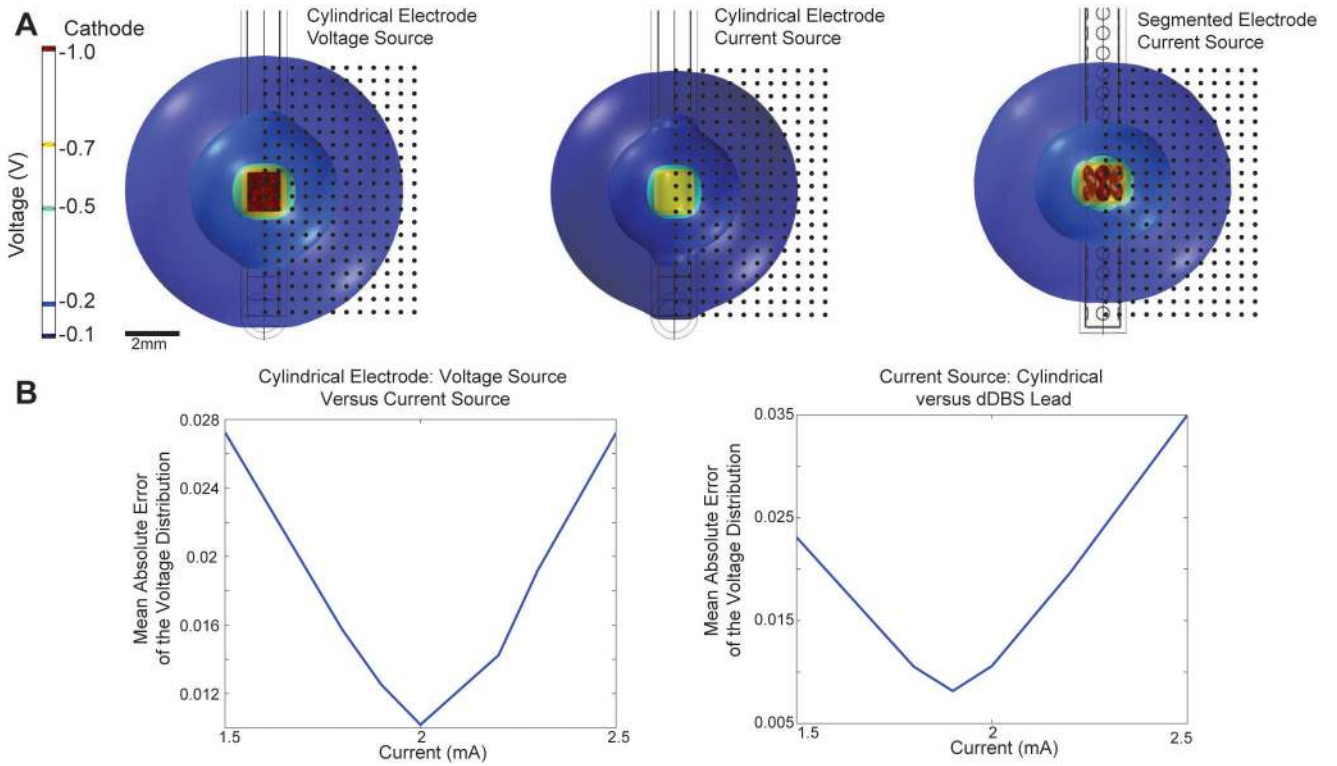 A
Cathode
-1.0
-0.7
-0.5
-0.2
-0.1
Voltage (V)
2mm
Cylindrical Electrode
Voltage Source
Cylindrical Electrode
Current Source
Segmented Electrode
Current Source
B
Cylindrical Electrode: Voltage Source
Versus Current Source
Mean Absolute Error
of the Voltage Distribution
0.028
0.024
0.02
0.016
0.012
1.5
2
2.5
Current (mA)
Current Source: Cylindrical
versus dDBS Lead
Mean Absolute Error
of the Voltage Distribution
0.035
0.025
0.015
0.005
1.5
2
2.5
Current (mA)